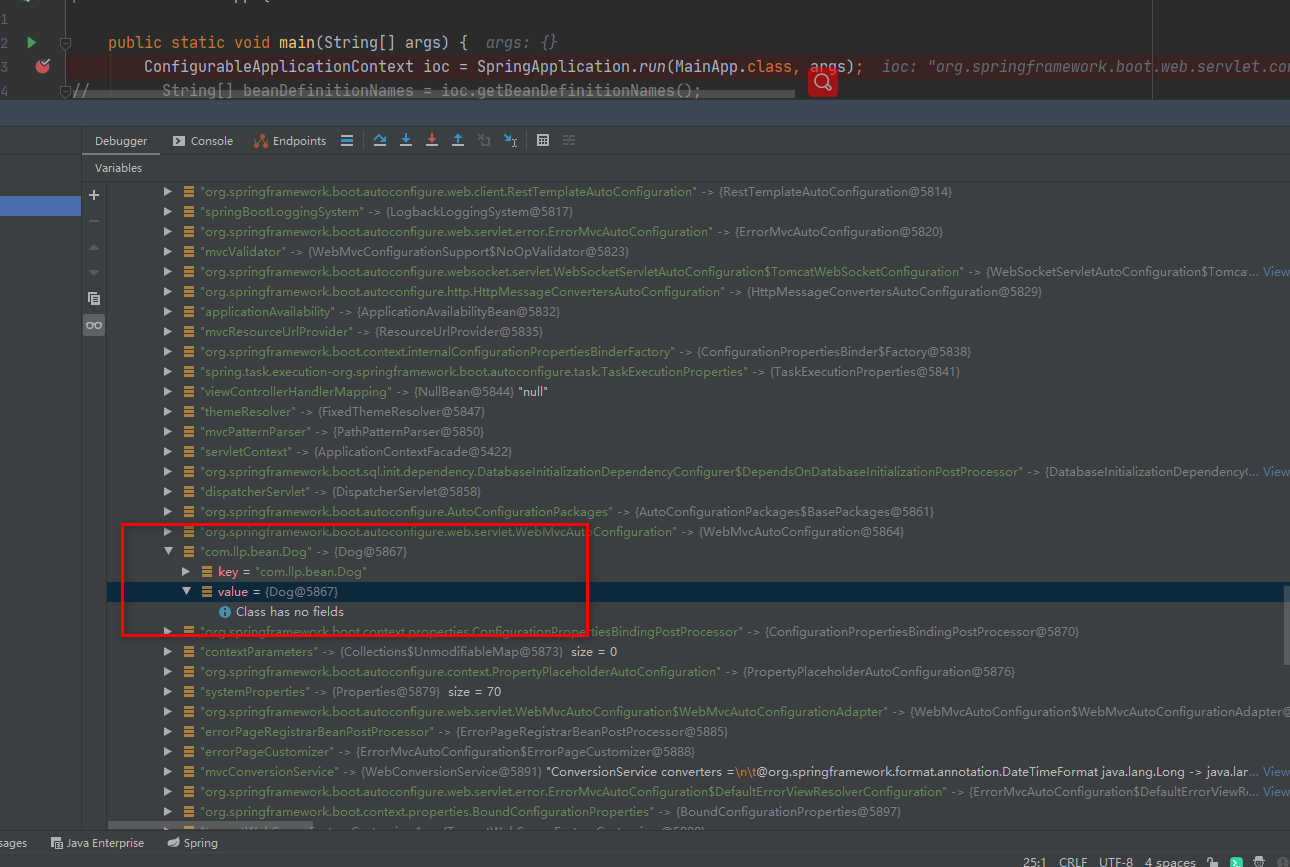 1
2 public static void main(String[] args) {  args: {}
3 ConfigurableApplicationContext ioc = SpringApplication.run(MainApp.class, args);  ioc: "org.springframework.boot.web.servlet.co
4 // String[] beanDefinitionNames = ioc.getBeanDefinitionNames();
Debugger Console Endpoints
Variables
"org.springframework.boot.autoconfigure.web.client.RestTemplateAutoConfiguration" -> {RestTemplateAutoConfiguration@5814}
"springBootLoggingSystem" -> {LogbackLoggingSystem@5817}
"org.springframework.boot.autoconfigure.web.servlet.error.ErrorMvcAutoConfiguration" -> {ErrorMvcAutoConfiguration@5820}
"mvcValidator" -> {WebMvcConfigurationSupport$NoOpValidator@5823}
"org.springframework.boot.autoconfigure.websocket.servlet.WebSocketServletAutoConfiguration$TomcatWebSocketConfiguration" -> {WebSocketServletAutoConfiguration$Tomca... View
"org.springframework.boot.autoconfigure.http.HttpMessageConvertersAutoConfiguration" -> {HttpMessageConvertersAutoConfiguration@5829}
"applicationAvailability" -> {ApplicationAvailabilityBean@5832}
"mvcResourceUrlProvider" -> {ResourceUrlProvider@5835}
"org.springframework.boot.context.internalConfigurationPropertiesBinderFactory" -> {ConfigurationPropertiesBinder$Factory@5838}
"spring.task.execution-org.springframework.boot.autoconfigure.task.TaskExecutionProperties" -> {TaskExecutionProperties@5841}
"viewControllerHandlerMapping" -> {NullBean@5844} "null"
"themeResolver" -> {FixedThemeResolver@5847}
"mvcPatternParser" -> {PathPatternParser@5850}
"servletContext" -> {ApplicationContextFacade@5422}
"org.springframework.boot.sql.init.dependency.DatabaseInitializationDependencyConfigurer$DependsOnDatabaseInitializationPostProcessor" -> {DatabaseInitializationDependency(... View
"dispatcherServlet" -> {DispatcherServlet@5858}
"org.springframework.boot.autoconfigure.AutoConfigurationPackages" -> {AutoConfigurationPackages$BasePackages@5861}
"org.springframework.boot.autoconfigure.web.servlet.WebMvcAutoConfiguration" -> {WebMvcAutoConfiguration@5864}
"com.llp.bean.Dog" -> {Dog@5867}
key = "com.llp.bean.Dog"
value = {Dog@5867}
Class has no fields
"org.springframework.boot.context.properties.ConfigurationPropertiesBindingPostProcessor" -> {ConfigurationPropertiesBindingPostProcessor@5870}
"contextParameters" -> {Collections$UnmodifiableMap@5873}  size = 0
"org.springframework.boot.autoconfigure.context.PropertyPlaceholderAutoConfiguration" -> {PropertyPlaceholderAutoConfiguration@5876}
"systemProperties" -> {Properties@5879}  size = 70
"org.springframework.boot.autoconfigure.web.servlet.WebMvcAutoConfiguration$WebMvcAutoConfigurationAdapter" -> {WebMvcAutoConfiguration$WebMvcAutoConfigurationAdapter@
"errorPageRegistrarBeanPostProcessor" -> {ErrorPageRegistrarBeanPostProcessor@5885}
"errorPageCustomizer" -> {ErrorMvcAutoConfiguration$ErrorPageCustomizer@5888}
"mvcConversionService" -> {WebConversionService@5891} "ConversionService converters =\n\t@org.springframework.format.annotation.DateTimeFormat java.lang.Long -> java.lar... View
"org.springframework.boot.autoconfigure.web.servlet.error.ErrorMvcAutoConfiguration$DefaultErrorViewResolverConfiguration" -> {ErrorMvcAutoConfiguration$DefaultErrorViewR... View
"org.springframework.boot.context.properties.BoundConfigurationProperties" -> {BoundConfigurationProperties@5897}
sages Java Enterprise Spring
25:1 CRLF UTF-8 4 spaces